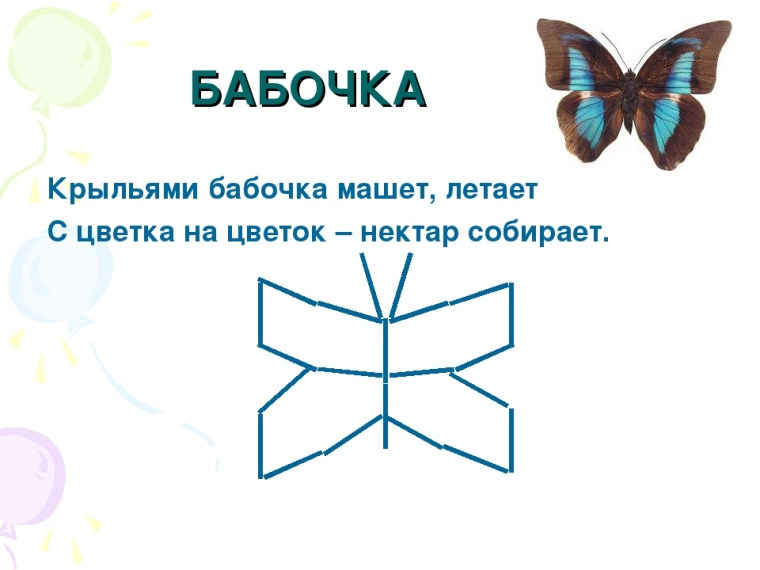 БАБОЧКА
Крыльями бабочка машет, летает
С цветка на цветок – нектар собирает.